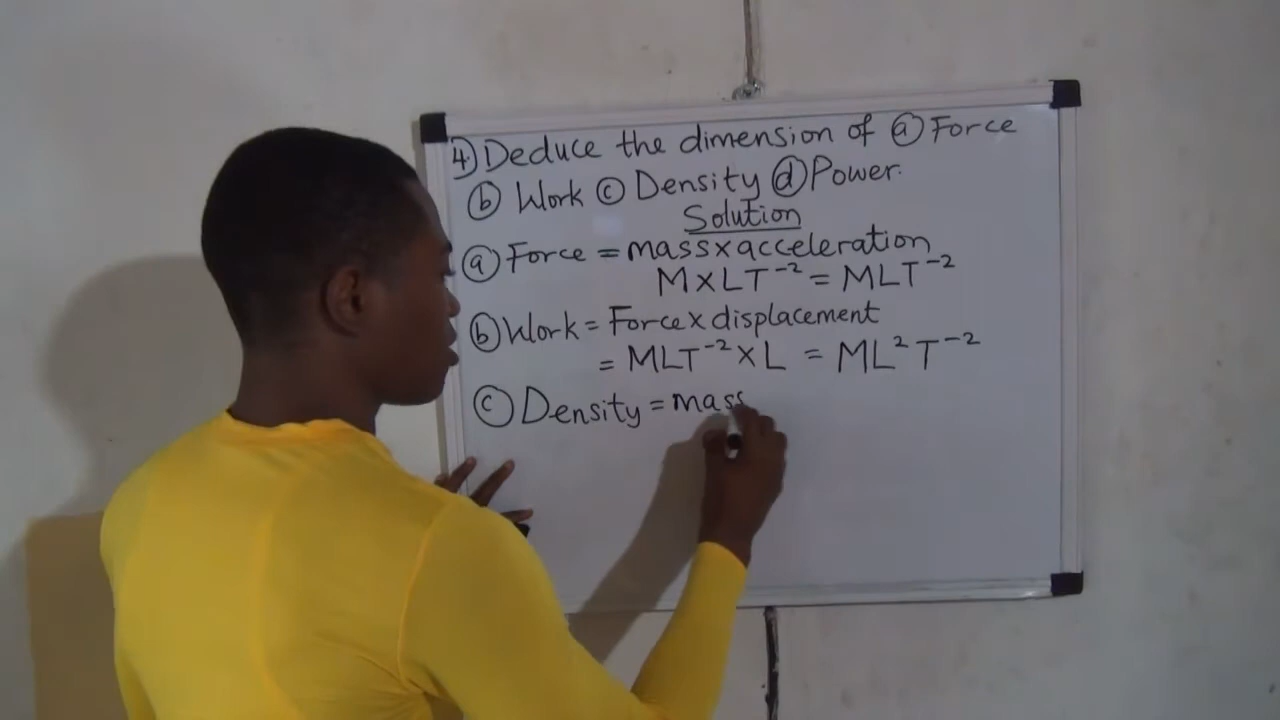 4) Deduce the dimension of ⓐ Force
ⓑ Work ⓒ Density ⓓ Power.
Solution
ⓐ Force = mass x acceleration
M X LT⁻² = MLT⁻²
ⓑ Work = Force x displacement
= MLT⁻² X L = ML²T⁻²
ⓒ Density = mass